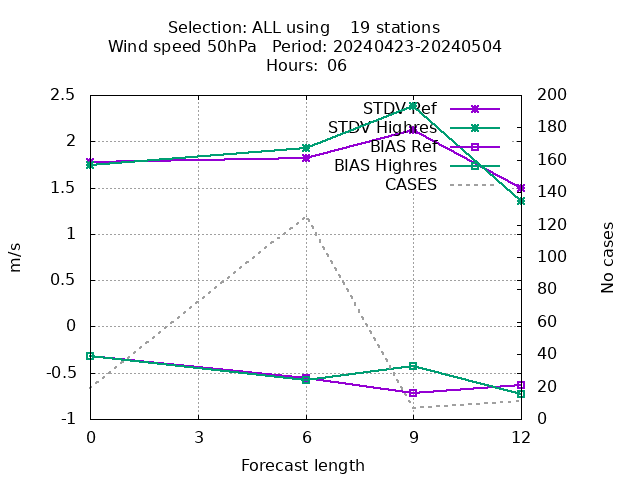 Selection: ALL using    19 stations
Wind speed 50hPa   Period: 20240423-20240504
Hours: 06
STDV Ref
STDV Highres
BIAS Ref
BIAS Highres
CASES
2.5
2
1.5
1
0.5
0
-0.5
-1
m/s
200
180
160
140
120
100
80
60
40
20
0
No cases
0 3 6 9 12
Forecast length